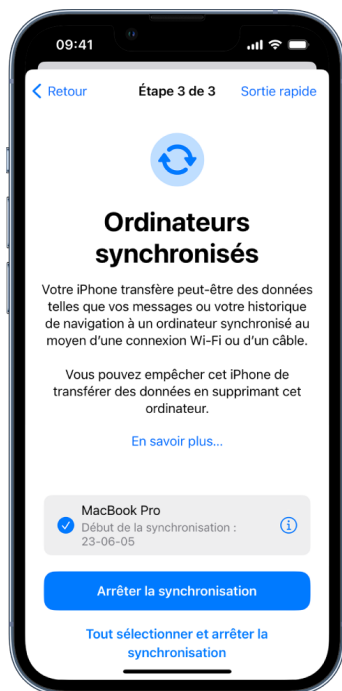 09:41
Retour
Étape 3 de 3
Sortie rapide
Ordinateurs
synchronisés
Votre iPhone transfère peut-être des données
telles que vos messages ou votre historique
de navigation à un ordinateur synchronisé au
moyen d’une connexion Wi-Fi ou d’un câble.
Vous pouvez empêcher cet iPhone de
transférer des données en supprimant cet
ordinateur.
En savoir plus...
MacBook Pro
Début de la synchronisation :
23-06-05
Arrêter la synchronisation
Tout sélectionner et arrêter la
synchronisation